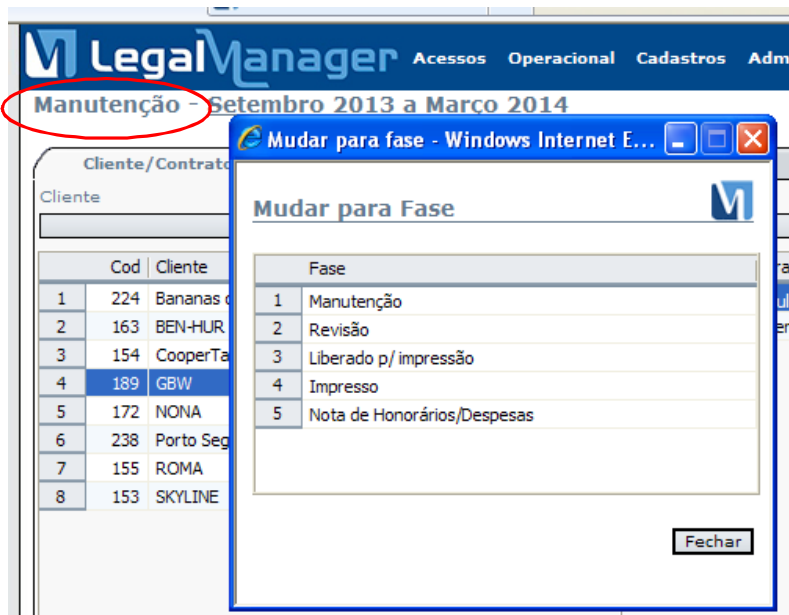 LegalManager Acessos Operacional Cadastros Adm
Manutenção - Setembro 2013 a Março 2014
Cliente/Contrato
Cliente
Cod Cliente
1 224 Bananas
2 163 BEN-HUR
3 154 CooperTa
4 189 GBW
5 172 NONA
6 238 Porto Seg
7 155 ROMA
8 153 SKYLINE
Mudar para fase - Windows Internet E...
Mudar para Fase
Fase
1 Manutenção
2 Revisão
3 Liberado p/ impressão
4 Impresso
5 Nota de Honorários/Despesas
Fechar